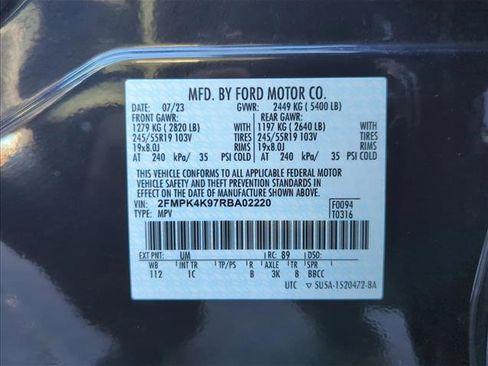 MFD. BY FORD MOTOR CO.
DATE: 07/23 GVWR: 2449 KG ( 5400 LB)
FRONT GAWR: REAR GAWR:
1279 KG ( 2820 LB) WITH 1197 KG ( 2640 LB) WITH
245/55R19 103V TIRES 245/55R19 103V TIRES
19x8.0J RIMS 19x8.0J RIMS
AT 240 kPa/ 35 PSI COLD AT 240 kPa/ 35 PSI COLD
THIS VEHICLE CONFORMS TO ALL APPLICABLE FEDERAL MOTOR
VEHICLE SAFETY AND THEFT PREVENTION STANDARDS IN
EFFECT ON THE DATE OF MANUFACTURE SHOWN ABOVE.
VIN: 2FMPK4K97RBA02220 F0094
TYPE: MPV T0316
EXT PNT: UM RC: 89 DSO:
WB INT TR TP/PS R AXLE TR SPR
112 1C B 3K 8 BBCC
UTC ▽ SU5A-1520472-BA